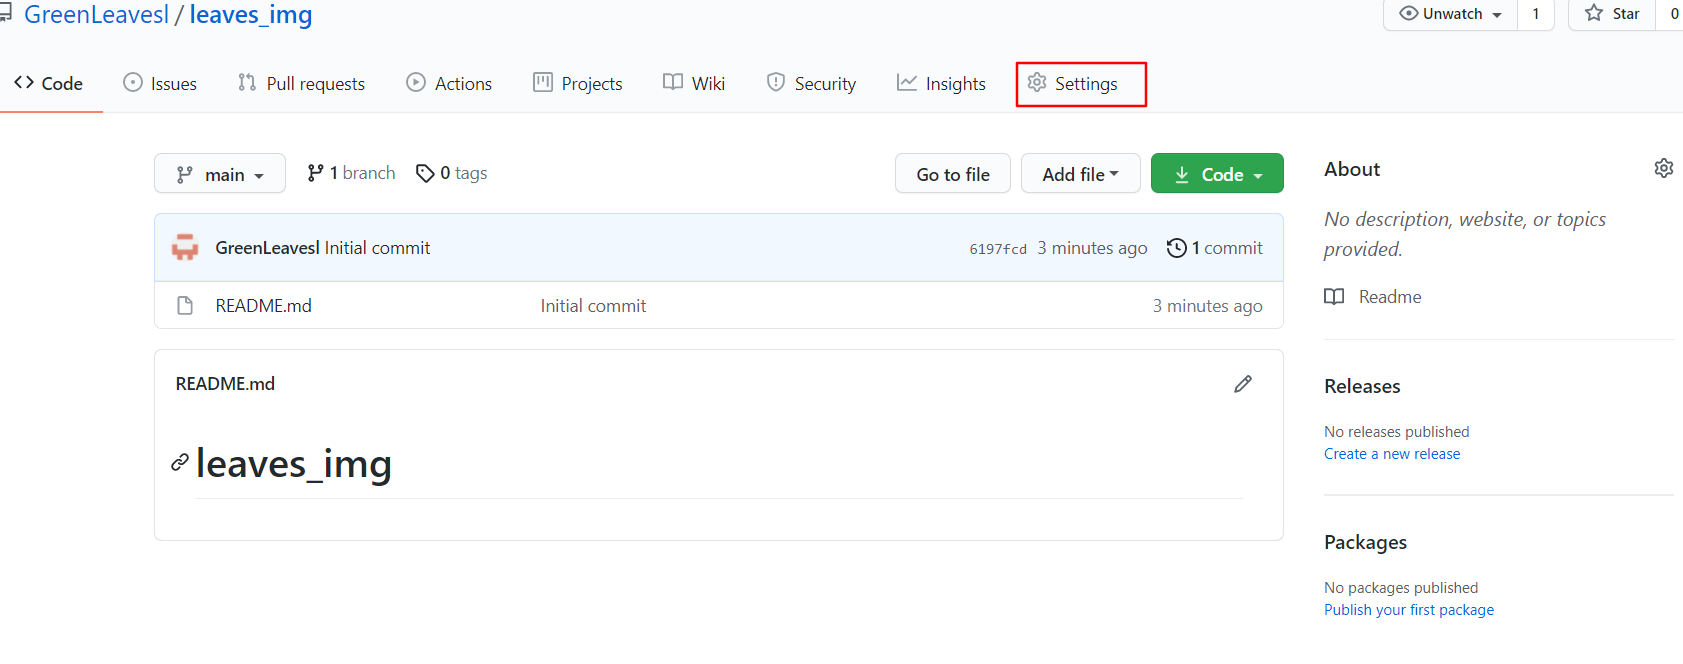 GreenLeavesl / leaves_img
Unwatch 1 Star 0
Code Issues Pull requests Actions Projects Wiki Security Insights Settings
main 1 branch 0 tags Go to file Add file Code
GreenLeavesl Initial commit 6197fcd 3 minutes ago 1 commit
README.md Initial commit 3 minutes ago
README.md
leaves_img
About
No description, website, or topics
provided.
Readme
Releases
No releases published
Create a new release
Packages
No packages published
Publish your first package